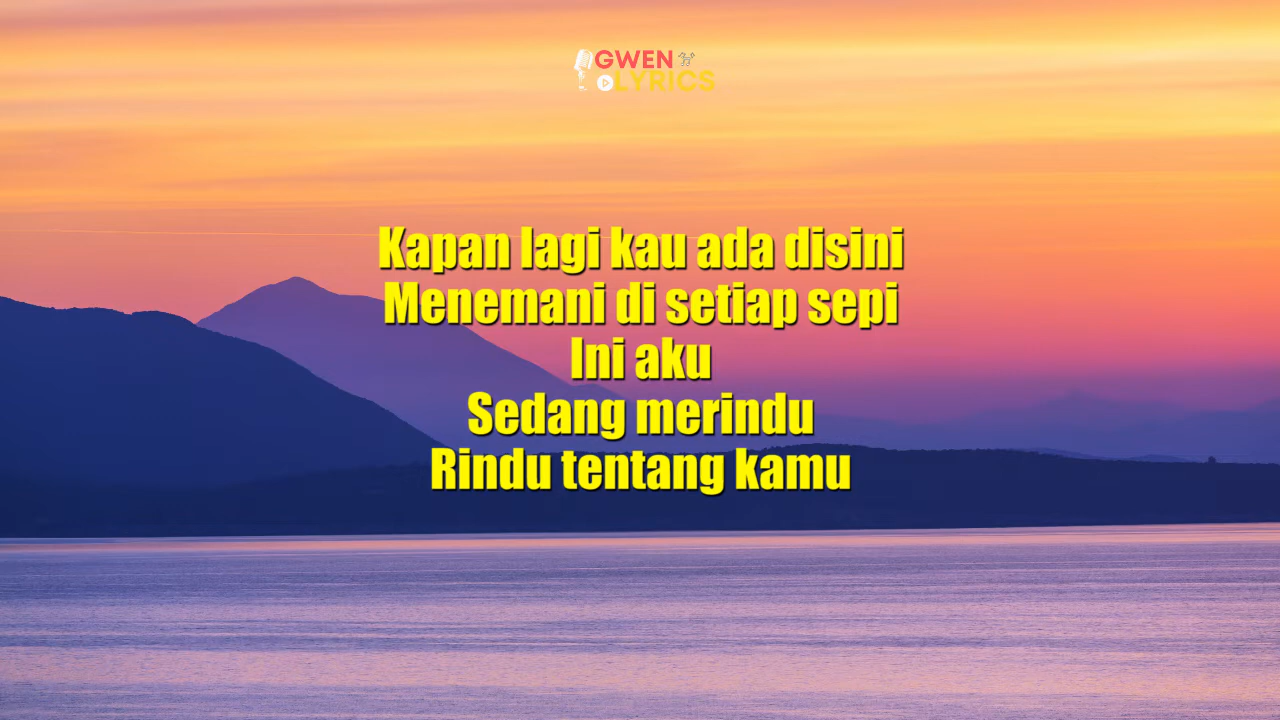 GWEN
LYRICS
Kapan lagi kau ada disini
Menemani di setiap sepi
Ini aku
Sedang merindu
Rindu tentang kamu